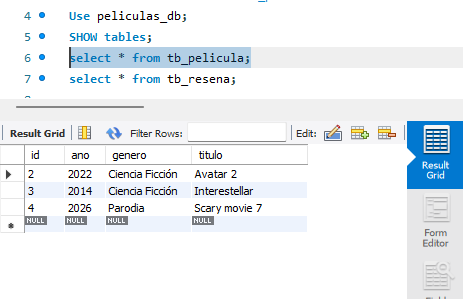 4 Use peliculas_db;
5 SHOW tables;
6 select * from tb_pelicula;
7 select * from tb_resena;
Result Grid Filter Rows: Edit:
id ano genero titulo
2 2022 Ciencia Ficción Avatar 2
3 2014 Ciencia Ficción Interestellar
4 2026 Parodia Scary movie 7
NULL NULL NULL NULL
Result
Grid
Form
Editor